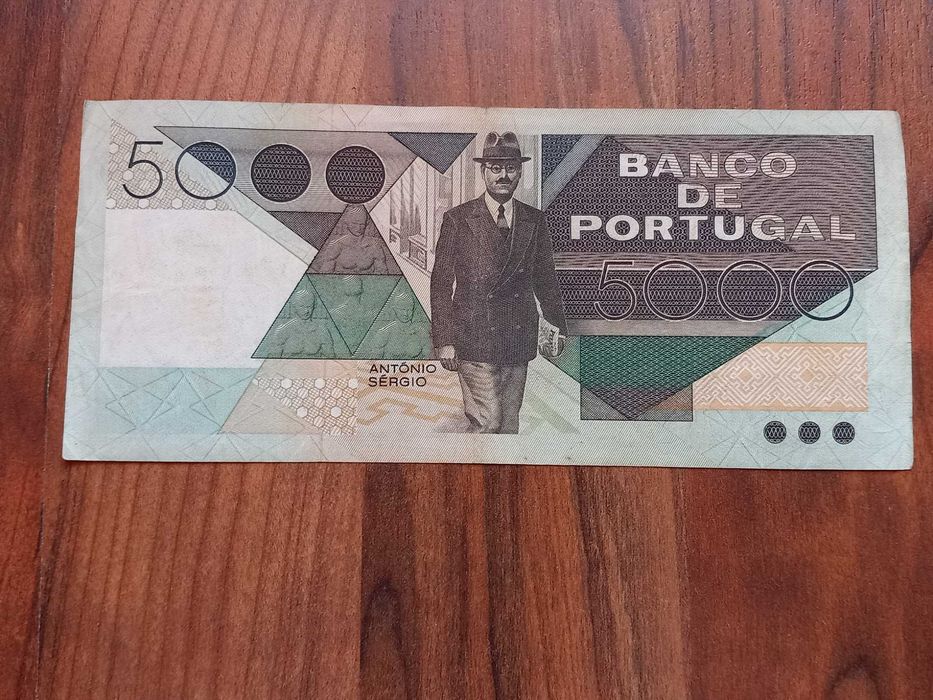 5000
BANCO
DE
PORTUGAL
5000
ANTÓNIO
SÉRGIO